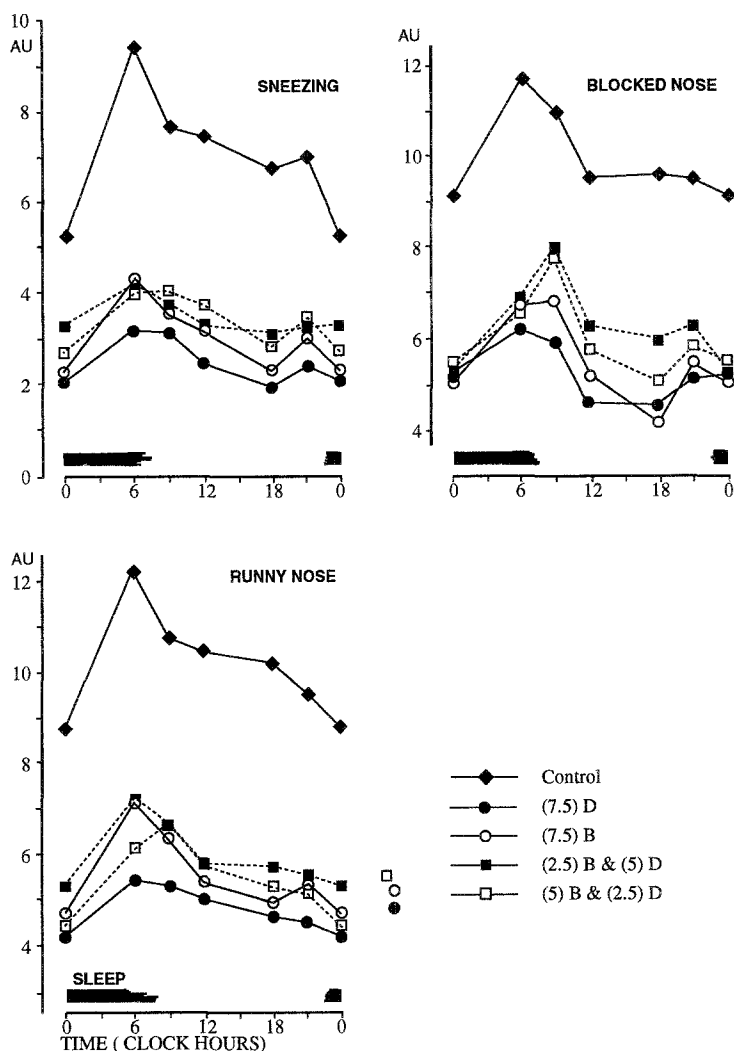 10
AU
SNEEZING
8
6
4
2
0
0 6 12 18 0
AU
12
BLOCKED NOSE
10
8
6
4
0 6 12 18 0
AU
RUNNY NOSE
12
10
8
6
4
SLEEP
0 6 12 18 0
TIME ( CLOCK HOURS)
Control
(7.5) D
(7.5) B
(2.5) B & (5) D
(5) B & (2.5) D